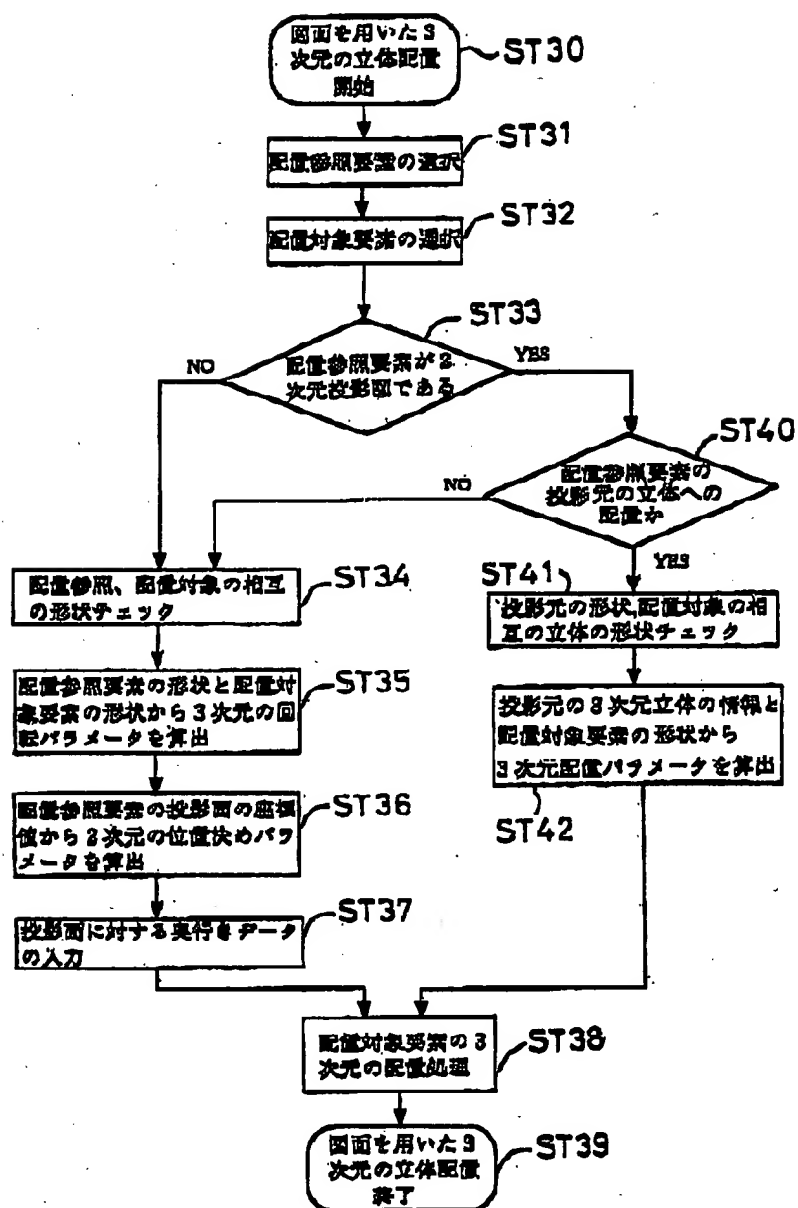 図面を用いた3
次元の立体配置
開始
ST30
配置参照要素の選択
ST31
配置対象要素の選択
ST32
配置参照要素が2
次元投影図である
ST33
NO
YES
配置参照要素の
投影元の立体への
配置か
ST40
NO
YES
配置参照、配置対象の相互
の形状チェック
ST34
ST41
投影元の形状,配置対象の相
互の立体の形状チェック
配置参照要素の形状と配置対
象要素の形状から3次元の回
転パラメータを算出
ST35
投影元の3次元立体の情報と
配置対象要素の形状から
3次元配置パラメータを算出
ST42
配置参照要素の投影面の座標
値から3次元の位置決めパラ
メータを算出
ST36
投影面に対する奥行きデータ
の入力
ST37
配置対象要素の3
次元の配置処理
ST38
図面を用いた3
次元の立体配置
終了
ST39